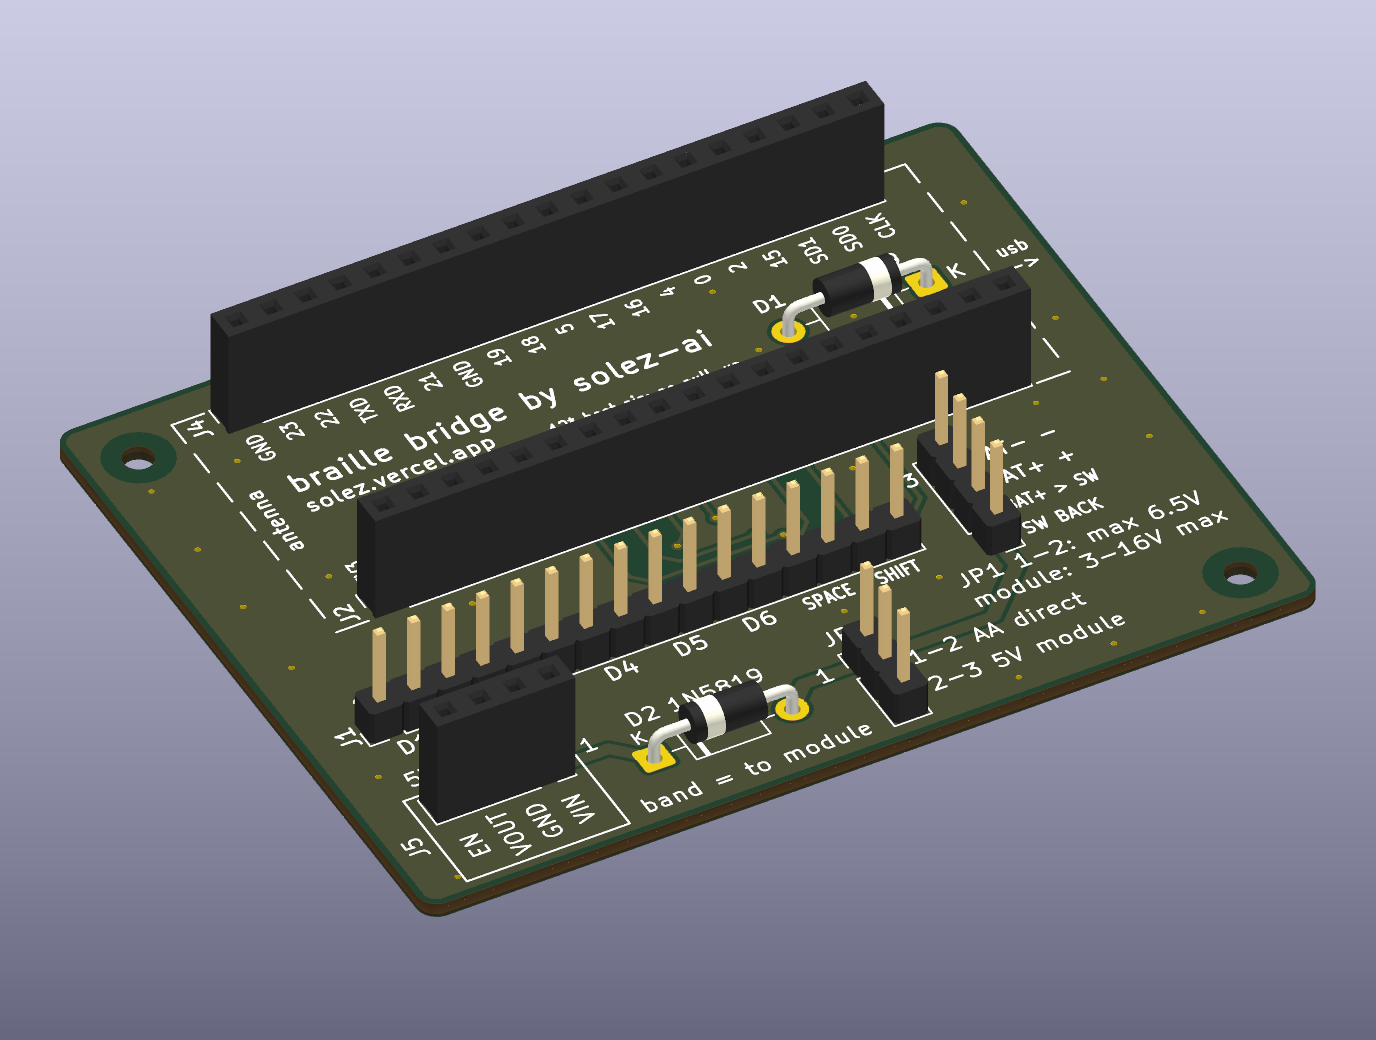 CLK
SD0
SD1
15
2
0
4
16
17
5
18
19
GND
21
RXD
TXD
22
23
GND
J4
usb
->
K
D1
braille bridge by solez-ai
solez.vercel.app
antenna
J2
- -
AT+ +
BAT+ > SW
SW BACK
3
JP1 1-2: max 6.5V
module: 3-16V max
1-2 AA direct
2-3 5V module
SHIFT
SPACE
D6
D5
D4
J1
1
D2 1N5819
K
1
band = to module
J5
EN
VOUT
GND
VIN